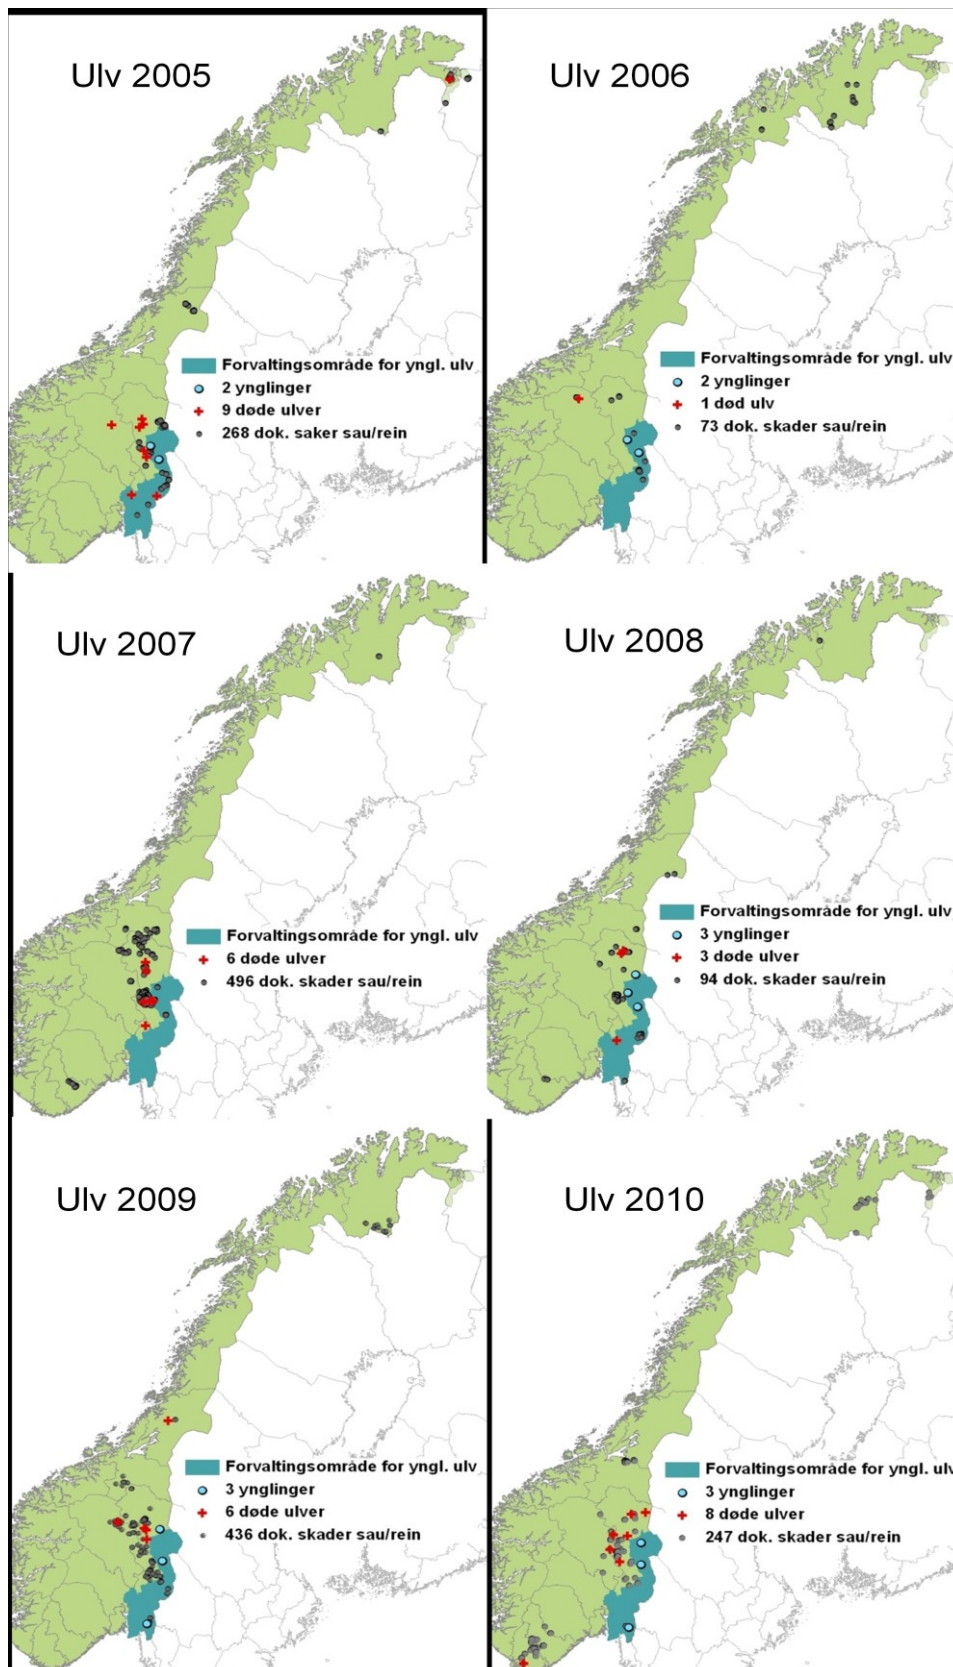 Ulv 2005
Forvaltingsområde for yngl. ulv
2 ynglinger
9 døde ulver
268 dok. saker sau/rein
Ulv 2006
Forvaltingsområde for yngl. ulv
2 ynglinger
1 død ulv
73 dok. skader sau/rein
Ulv 2007
Forvaltingsområde for yngl. ulv
6 døde ulver
496 dok. skader sau/rein
Ulv 2008
Forvaltingsområde for yngl. ulv
3 ynglinger
3 døde ulver
94 dok. skader sau/rein
Ulv 2009
Forvaltingsområde for yngl. ulv
3 ynglinger
6 døde ulver
436 dok. skader sau/rein
Ulv 2010
Forvaltingsområde for yngl. ulv
3 ynglinger
8 døde ulver
247 dok. skader sau/rein